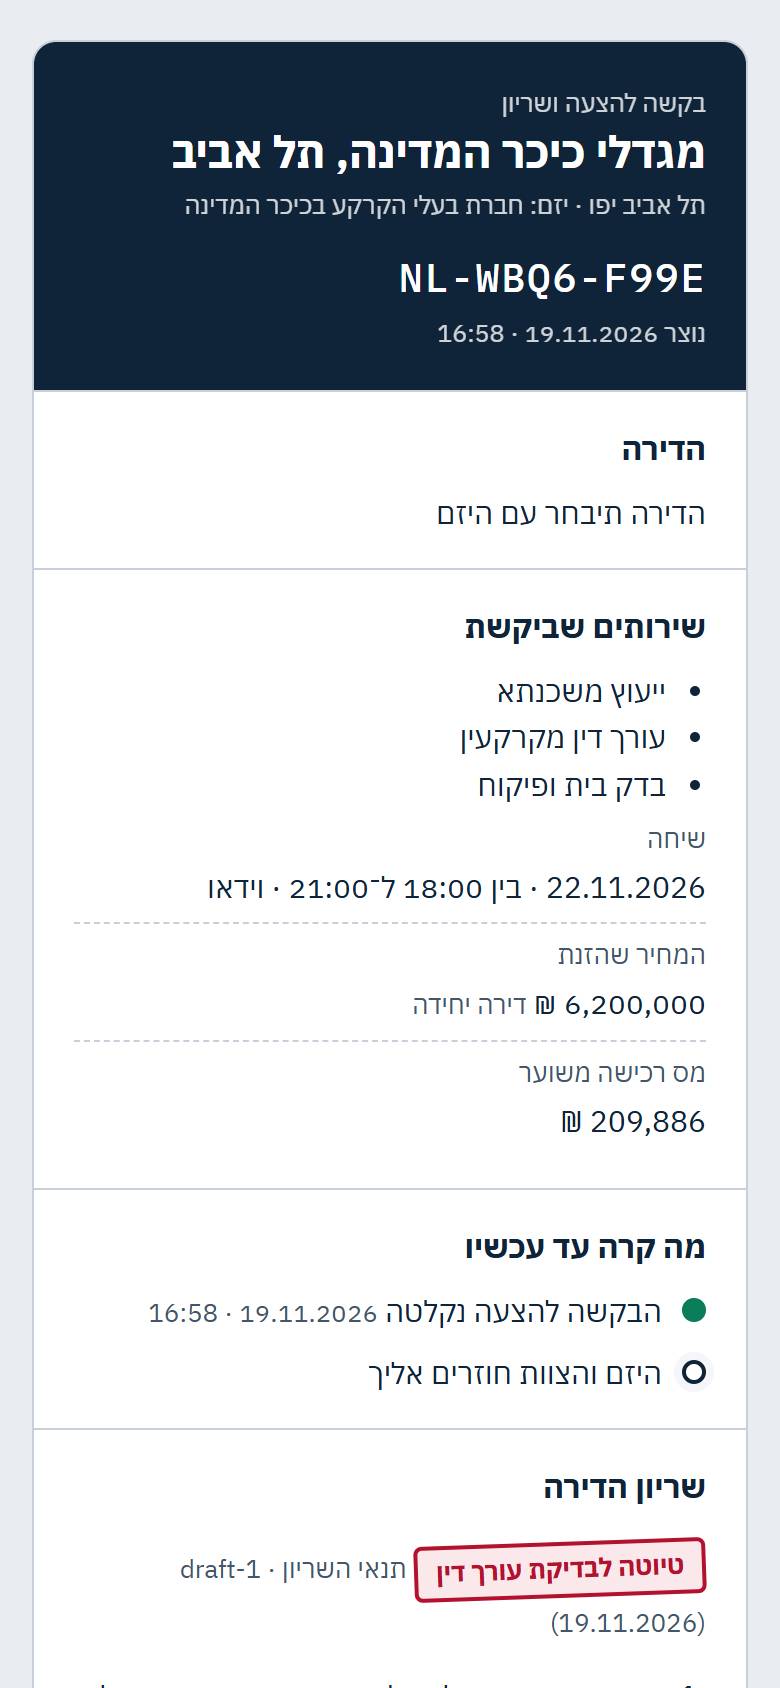 בקשה להצעה ושריון
מגדלי כיכר המדינה, תל אביב
תל אביב יפו · יזם: חברת בעלי הקרקע בכיכר המדינה
NL-WBQ6-F99E
נוצר 19.11.2026 · 16:58
הדירה
הדירה תיבחר עם היזם
שירותים שביקשת
• ייעוץ משכנתא
• עורך דין מקרקעין
• בדק בית ופיקוח
שיחה
22.11.2026 · בין 18:00 ל־21:00 · וידאו
המחיר שהזנת
6,200,000 ₪ דירה יחידה
מס רכישה משוער
209,886 ₪
מה קרה עד עכשיו
הבקשה להצעה נקלטה 19.11.2026 · 16:58
היזם והצוות חוזרים אליך
שריון הדירה
טיוטה לבדיקת עורך דין תנאי השריון · draft-1
(19.11.2026)